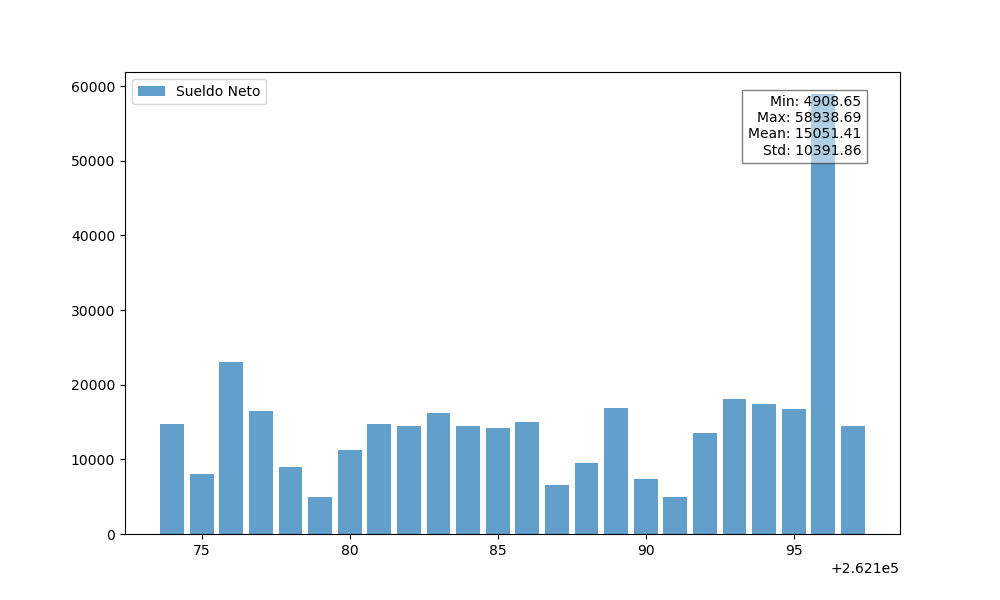 Sueldo Neto
Min: 4908.65
Max: 58938.69
Mean: 15051.41
Std: 10391.86
60000
50000
40000
30000
20000
10000
0
75 80 85 90 95
+2.621e5